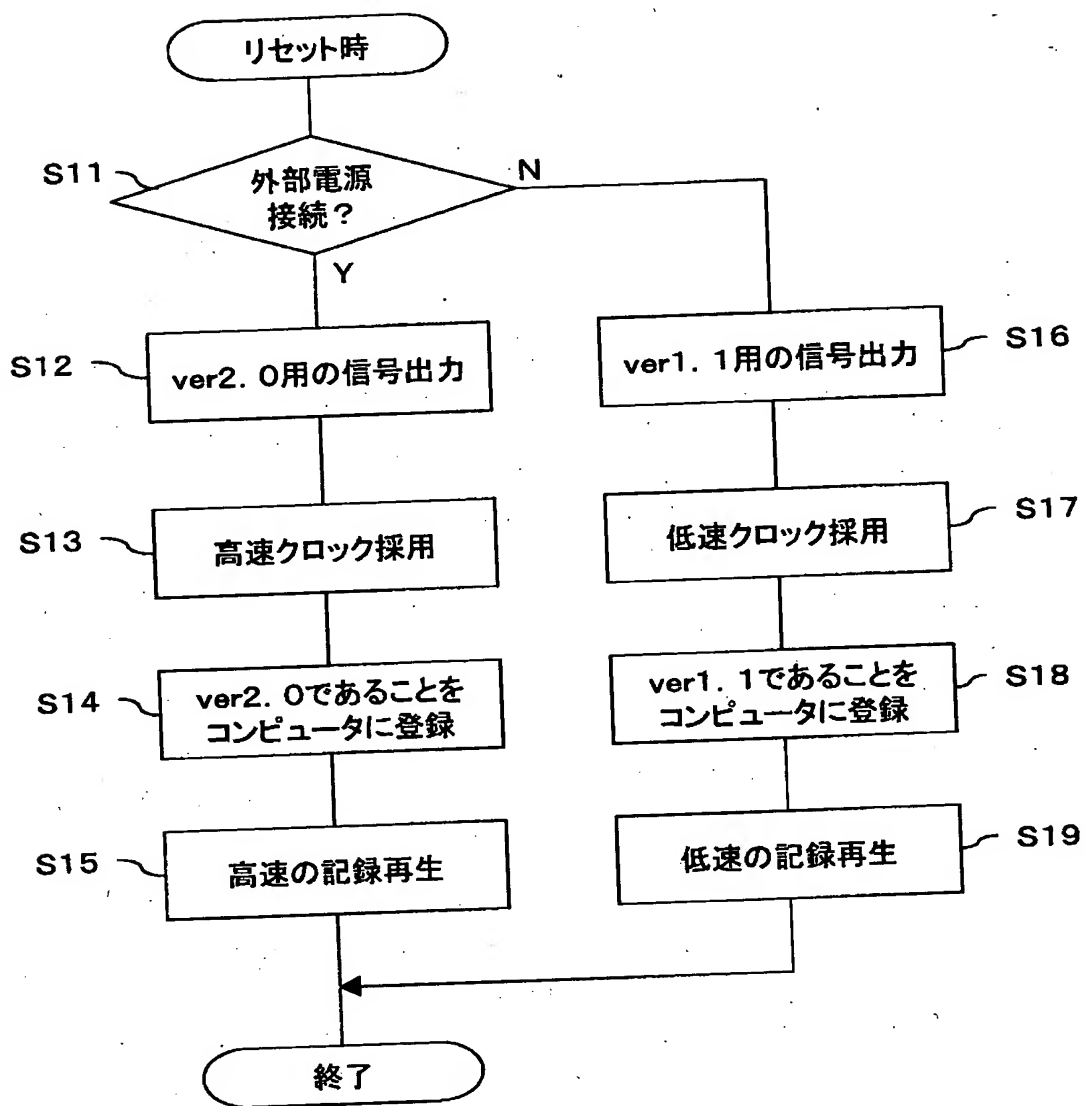 リセット時
S11
外部電源
接続？
N
Y
S12
ver2．0用の信号出力
S16
ver1．1用の信号出力
S13
高速クロック採用
S17
低速クロック採用
S14
ver2．0であることを
コンピュータに登録
S18
ver1．1であることを
コンピュータに登録
S15
高速の記録再生
S19
低速の記録再生
終了